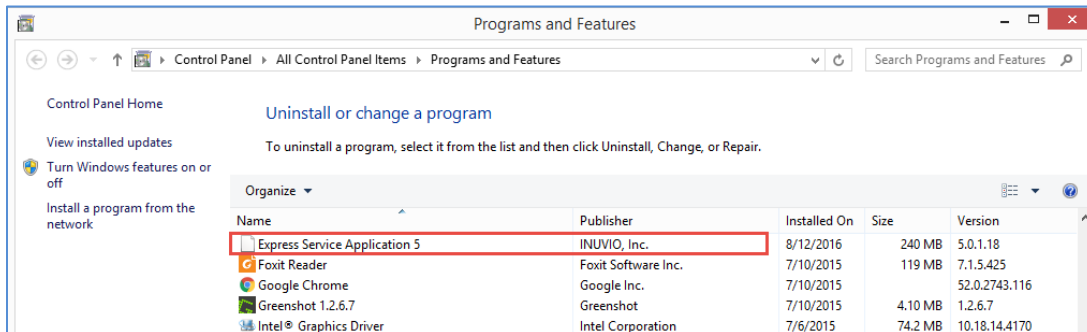 Programs and Features
Control Panel All Control Panel Items Programs and Features
Search Programs and Features
Control Panel Home
View installed updates
Turn Windows features on or
off
Install a program from the
network
Uninstall or change a program
To uninstall a program, select it from the list and then click Uninstall, Change, or Repair.
Organize
Name Publisher Installed On Size Version
Express Service Application 5 INUVIO, Inc. 8/12/2016 240 MB 5.0.1.18
Foxit Reader Foxit Software Inc. 7/10/2015 119 MB 7.1.5.425
Google Chrome Google Inc. 7/10/2015 52.0.2743.116
Greenshot 1.2.6.7 Greenshot 7/10/2015 4.10 MB 1.2.6.7
Intel® Graphics Driver Intel Corporation 7/6/2015 74.2 MB 10.18.14.4170